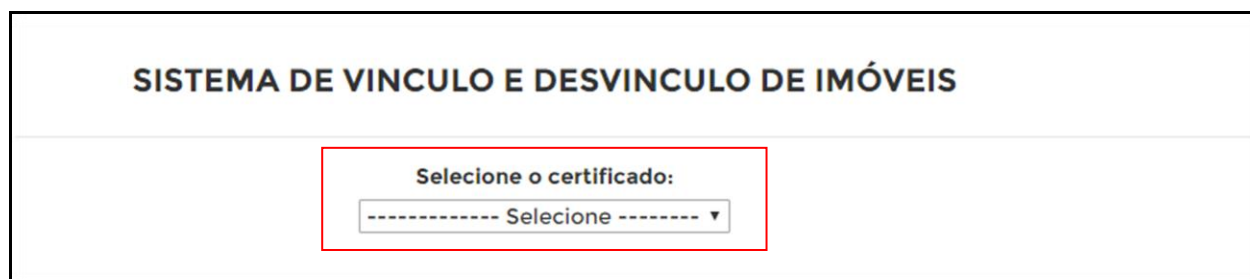 SISTEMA DE VINCULO E DESVINCULO DE IMÓVEIS
Selecione o certificado:
------------- Selecione --------